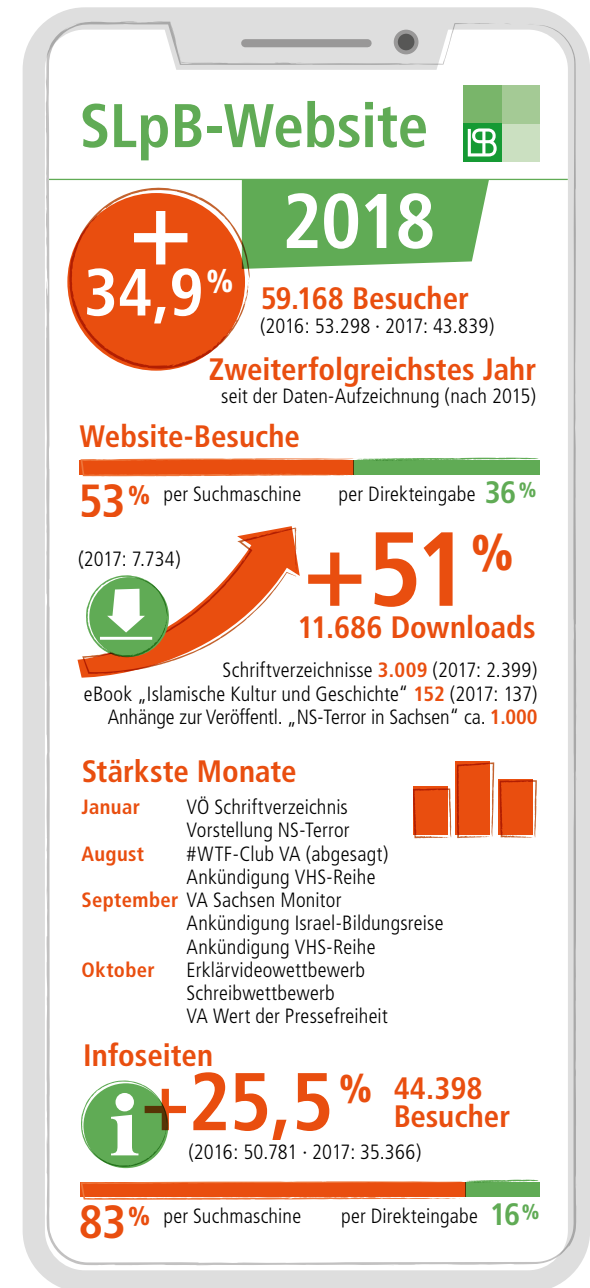 SLpB-Website
LpB
2018
+
34,9%
59.168 Besucher
(2016: 53.298 · 2017: 43.839)
Zweiterfolgreichstes Jahr
seit der Daten-Aufzeichnung (nach 2015)
Website-Besuche
53% per Suchmaschine per Direkteingabe 36%
(2017: 7.734)
+51%
11.686 Downloads
Schriftverzeichnisse 3.009 (2017: 2.399)
eBook „Islamische Kultur und Geschichte“ 152 (2017: 137)
Anhänge zur Veröffentl. „NS-Terror in Sachsen“ ca. 1.000
Stärkste Monate
Januar VÖ Schriftverzeichnis
Vorstellung NS-Terror
August #WTF-Club VA (abgesagt)
Ankündigung VHS-Reihe
September VA Sachsen Monitor
Ankündigung Israel-Bildungsreise
Ankündigung VHS-Reihe
Oktober Erklärvideowettbewerb
Schreibwettbewerb
VA Wert der Pressefreiheit
Infoseiten
i
+25,5%
44.398
Besucher
(2016: 50.781 · 2017: 35.366)
83% per Suchmaschine per Direkteingabe 16%